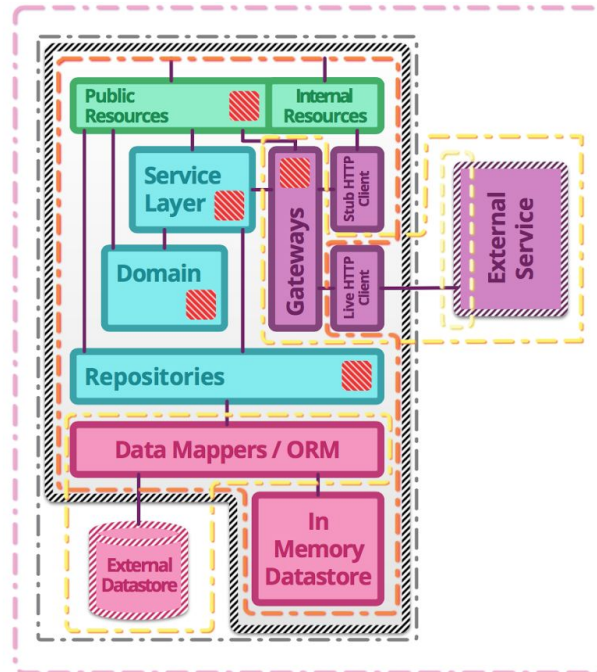 Public
Resources
Internal
Resources
Service
Layer
Gateways
Stub HTTP
Client
External
Service
Domain
Live HTTP
Client
Repositories
Data Mappers / ORM
External
Datastore
In
Memory
Datastore